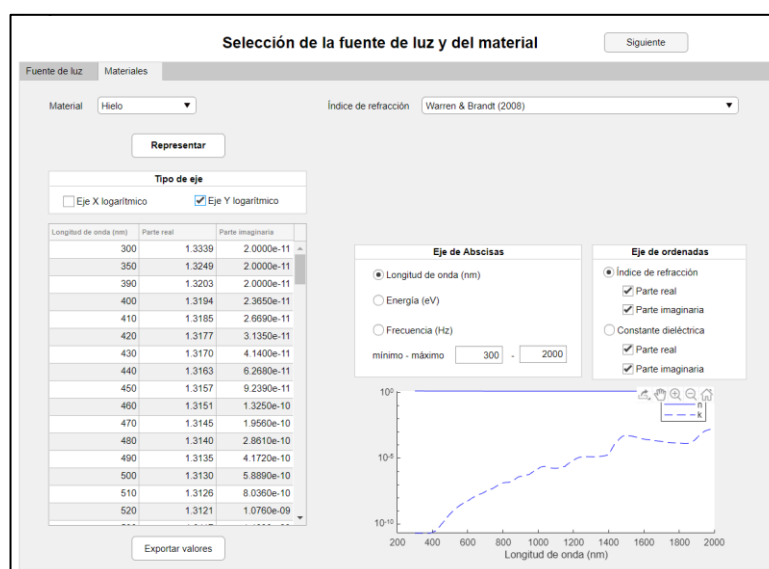 Selección de la fuente de luz y del material
Siguiente
Fuente de luz Materiales
Material Hielo
Índice de refracción Warren & Brandt (2008)
Representar
Tipo de eje
Eje X logarítmico Eje Y logarítmico
Longitud de onda (nm) Parte real Parte imaginaria
300 1.3339 2.0000e-11
350 1.3249 2.0000e-11
390 1.3203 2.0000e-11
400 1.3194 2.3650e-11
410 1.3185 2.6690e-11
420 1.3177 3.1350e-11
430 1.3170 4.1400e-11
440 1.3163 6.2680e-11
450 1.3157 9.2390e-11
460 1.3151 1.3250e-10
470 1.3145 1.9560e-10
480 1.3140 2.8610e-10
490 1.3135 4.1720e-10
500 1.3130 5.8890e-10
510 1.3126 8.0360e-10
520 1.3121 1.0760e-09
Exportar valores
Eje de Abscisas
Longitud de onda (nm)
Energía (eV)
Frecuencia (Hz)
mínimo - máximo 300 - 2000
Eje de ordenadas
Índice de refracción
Parte real
Parte imaginaria
Constante dieléctrica
Parte real
Parte imaginaria
10⁰
n
k
10⁻⁵
10⁻¹⁰
200 400 600 800 1000 1200 1400 1600 1800 2000
Longitud de onda (nm)